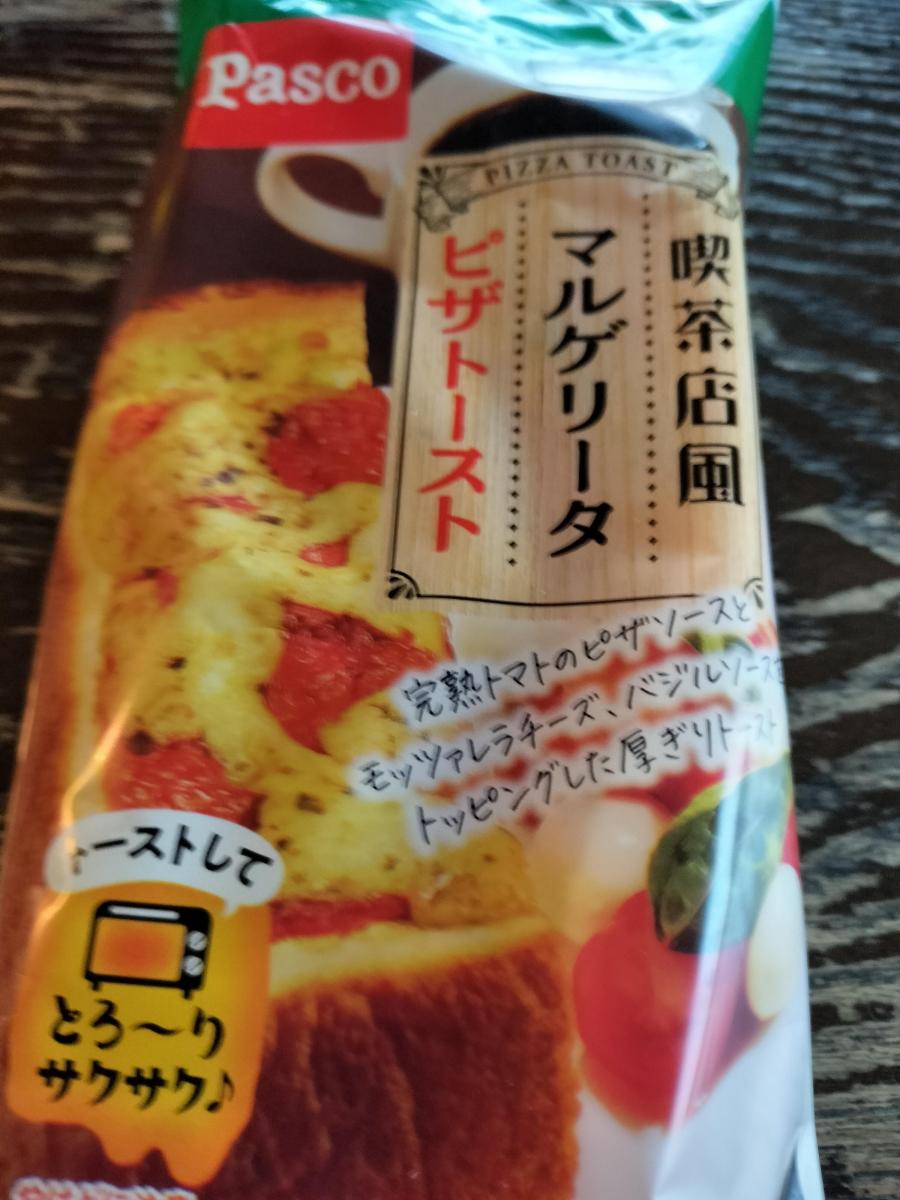 Pasco
PIZZA TOAST
喫茶店風
マルゲリータ
ピザトースト
完熟トマトのピザソースと
モッツァレラチーズ、バジルソースを
トッピングした厚ぎりトースト
トーストして
とろ〜り
サクサク♪